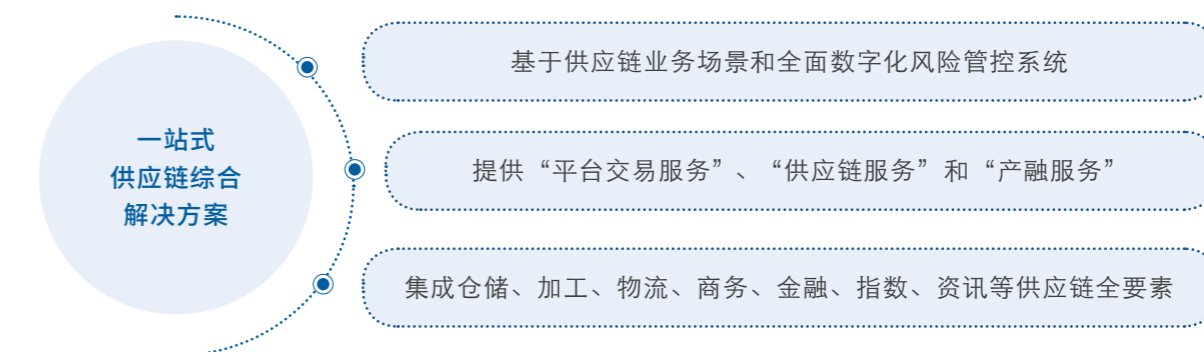 一站式
供应链综合
解决方案
基于供应链业务场景和全面数字化风险管控系统
提供“平台交易服务”、“供应链服务”和“产融服务”
集成仓储、加工、物流、商务、金融、指数、资讯等供应链全要素